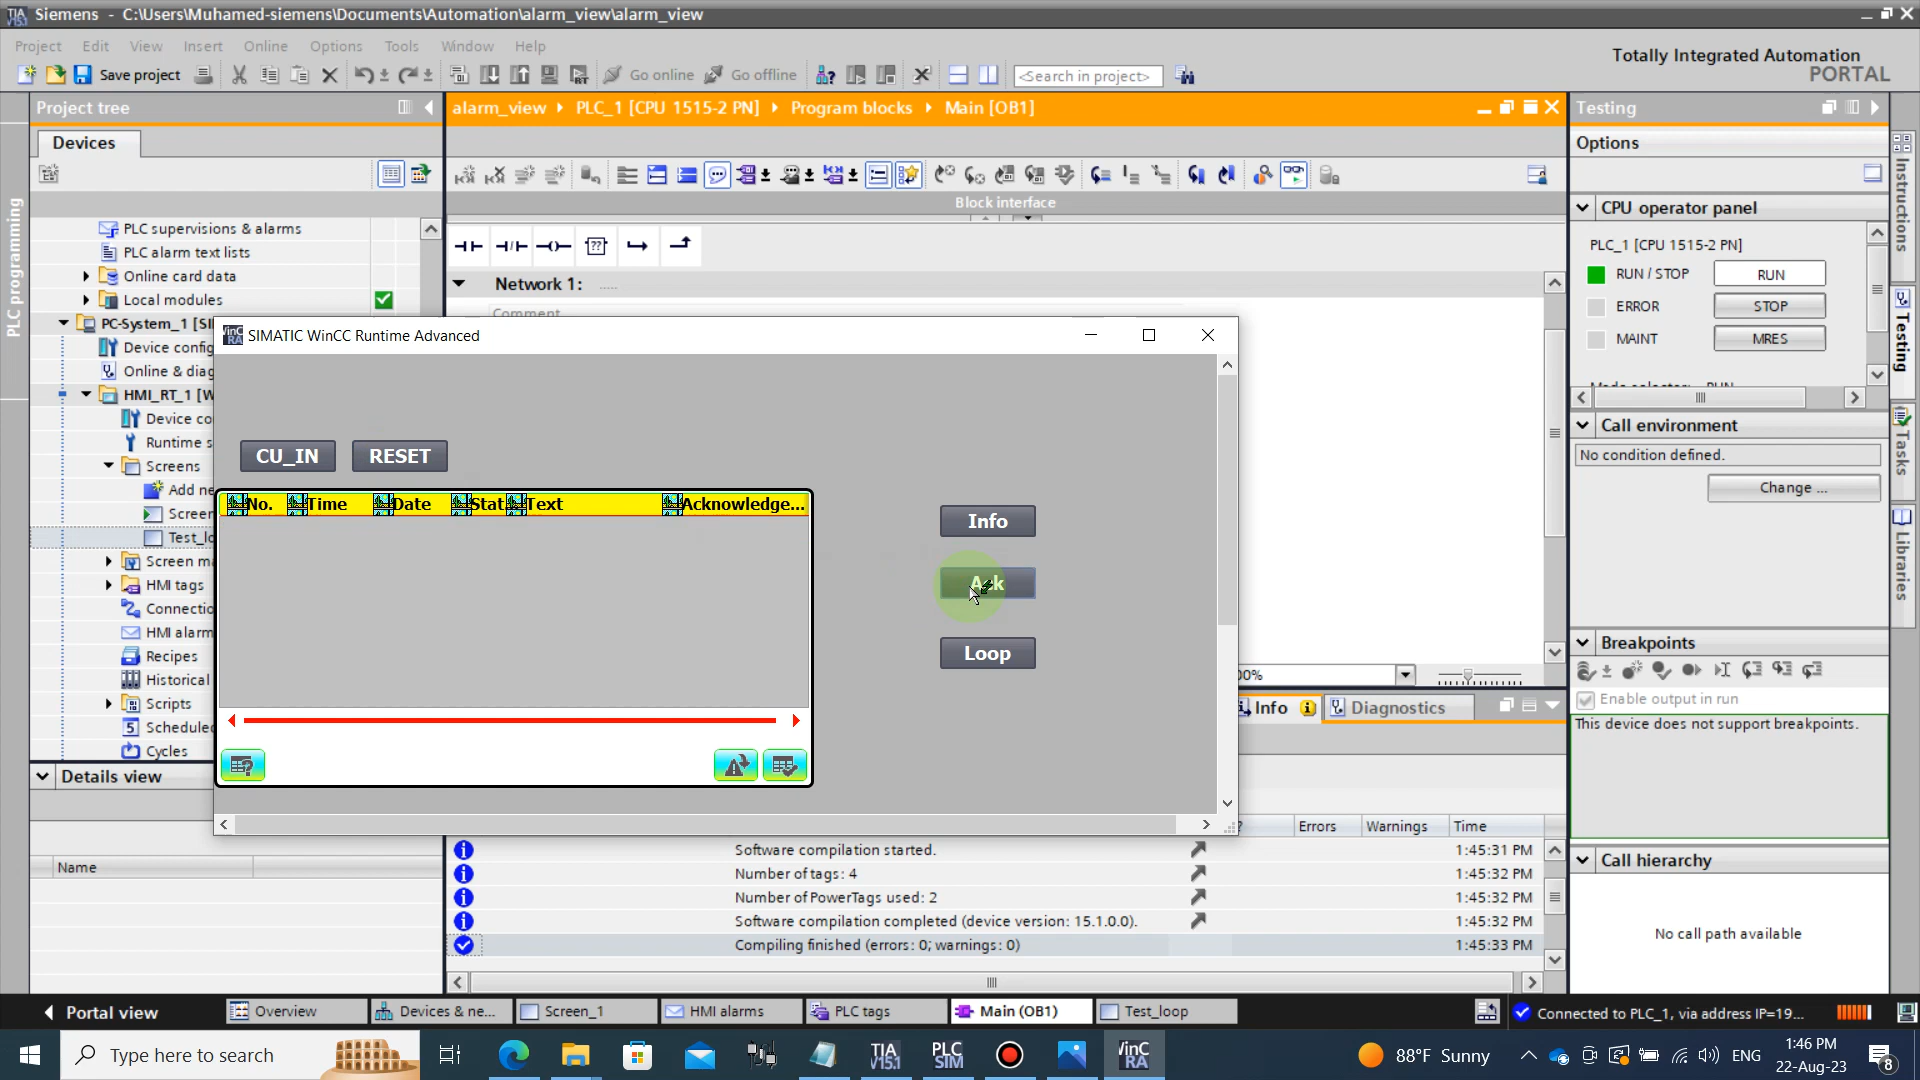 Siemens - C:\Users\Muhamed-siemens\Documents\Automation\alarm_view\alarm_view
Project Edit View Insert Online Options Tools Window Help
Totally Integrated Automation
PORTAL
Save project
Go online
Go offline
<Search in project>
Project tree
alarm_view
PLC_1 [CPU 1515-2 PN]
Program blocks
Main [OB1]
Testing
Devices
Options
PLC programming
Block interface
CPU operator panel
PLC supervisions & alarms
PLC alarm text lists
Online card data
Local modules
PLC_1 [CPU 1515-2 PN]
RUN / STOP
RUN
ERROR
STOP
MAINT
MRES
Network 1: .....
Comment
PC-System_1 [SI
Device config
Online & diag
HMI_RT_1 [W
Device co
Runtime s
Screens
Add ne
Screen
Test_lo
Screen ma
HMI tags
Connectio
HMI alarm
Recipes
Historical
Scripts
Scheduled
Cycles
SIMATIC WinCC Runtime Advanced
CU_IN
RESET
No.
Time
Date
Stat
Text
Acknowledge...
Info
Ack
Loop
Call environment
No condition defined.
Change ...
Breakpoints
Enable output in run
This device does not support breakpoints.
Call hierarchy
No call path available
Instructions
Testing
Tasks
Libraries
Info
Diagnostics
Details view
Name
Errors
Warnings
Time
Software compilation started.
1:45:31 PM
Number of tags: 4
1:45:32 PM
Number of PowerTags used: 2
1:45:32 PM
Software compilation completed (device version: 15.1.0.0).
1:45:32 PM
Compiling finished (errors: 0; warnings: 0)
1:45:33 PM
Portal view
Overview
Devices & ne...
Screen_1
HMI alarms
PLC tags
Main (OB1)
Test_loop
Connected to PLC_1, via address IP=19...
Type here to search
TIA
V15.1
PLC
SIM
WinC
RA
88°F Sunny
ENG
1:46 PM
22-Aug-23
8